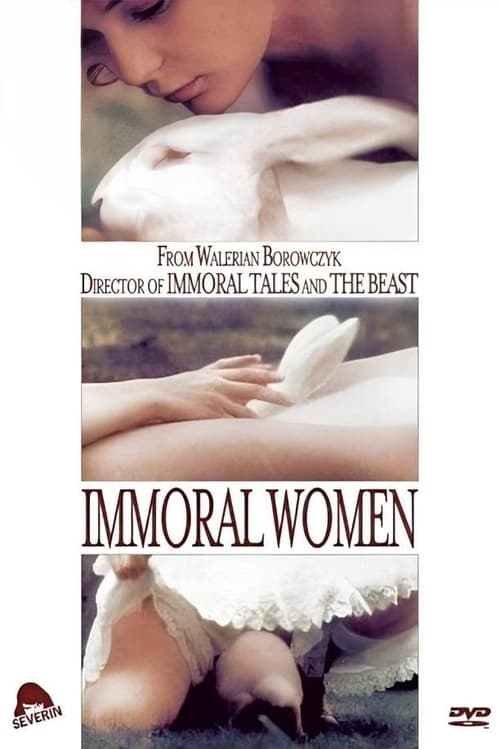 FROM WALERIAN BOROWCZYK
DIRECTOR OF IMMORAL TALES AND THE BEAST
IMMORAL WOMEN
SEVERIN
DVD